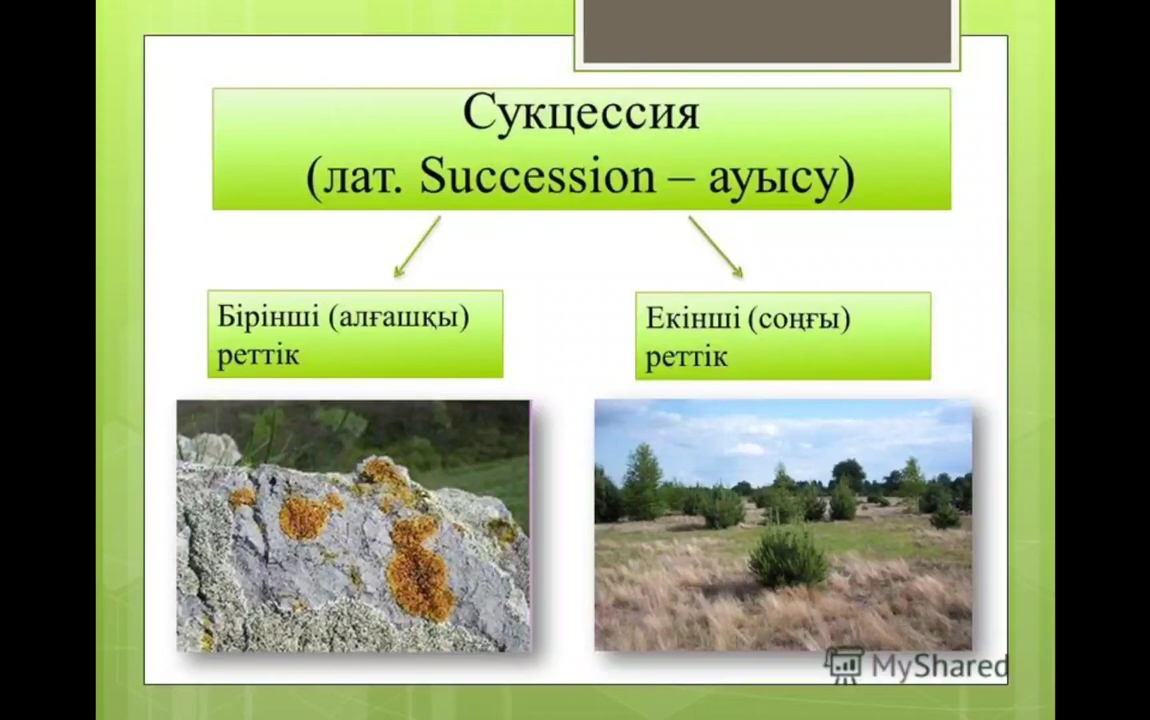 Сукцессия
(лат. Succession – ауысу)
Бірінші (алғашқы)
реттік
Екінші (соңғы)
реттік
MyShared